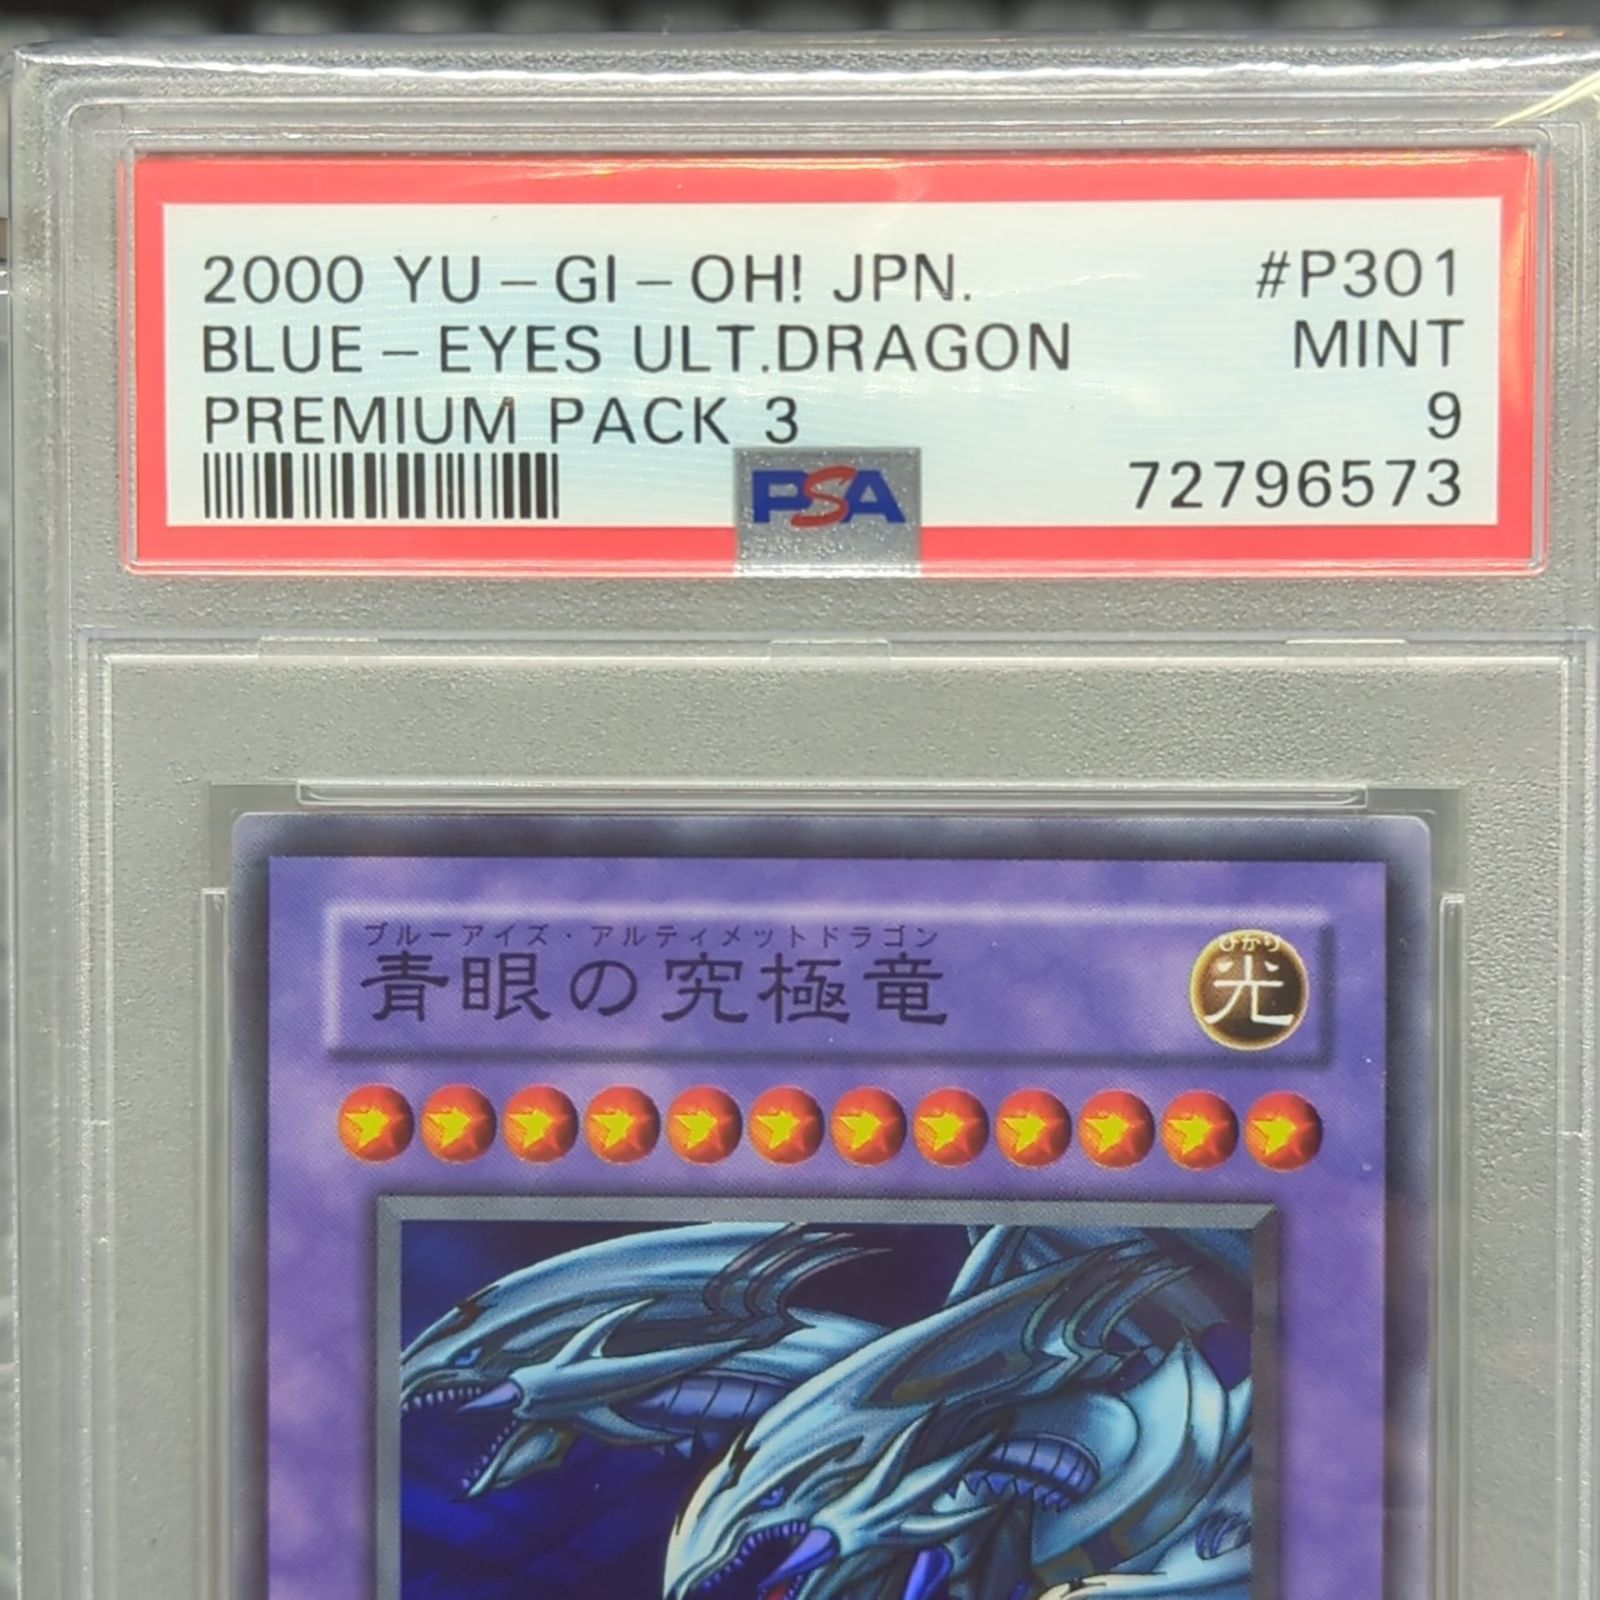 2000 YU-GI-OH! JPN. #P301
BLUE-EYES ULT.DRAGON MINT
PREMIUM PACK 3 9
PSA 72796573
ブルーアイズ・アルティメットドラゴン
青眼の究極竜
ひかり
光